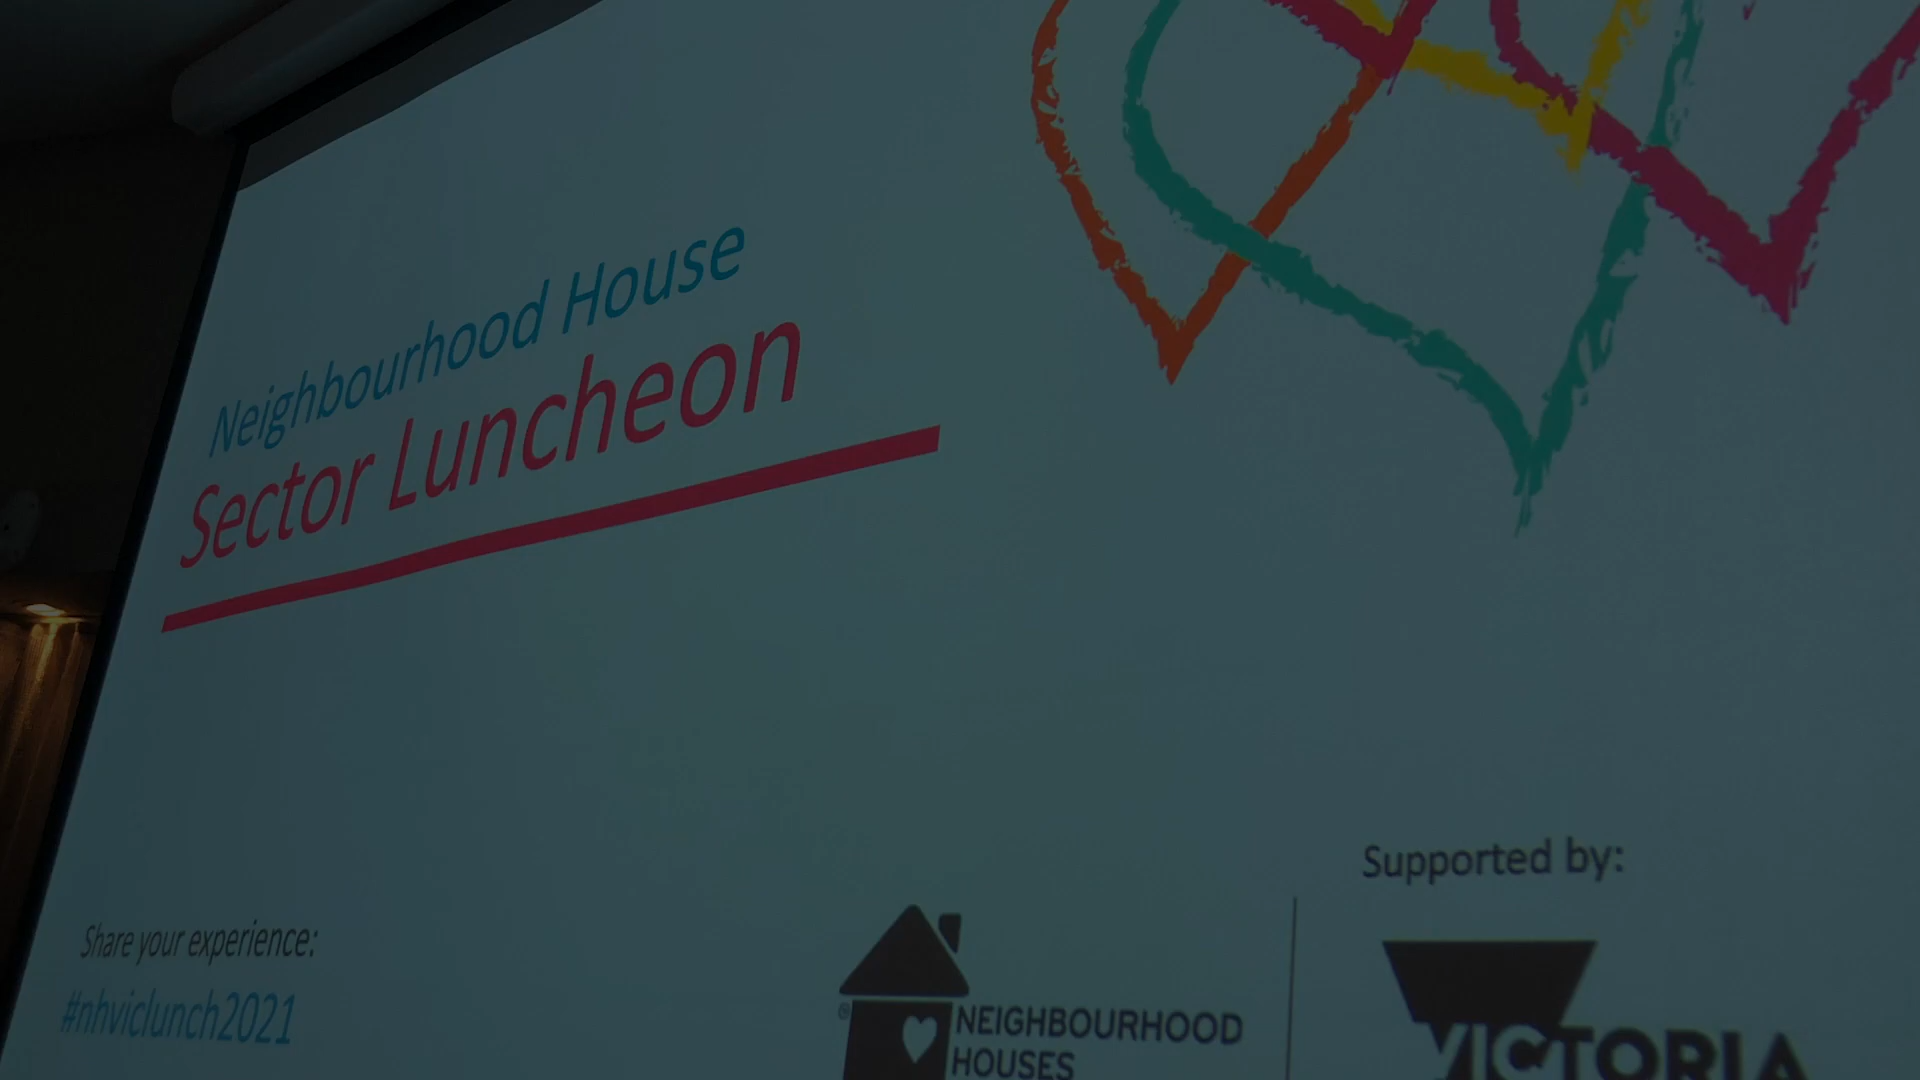 Neighbourhood House
Sector Luncheon
Share your experience:
#nhviclunch2021
NEIGHBOURHOOD
HOUSES
Supported by:
VICTORIA